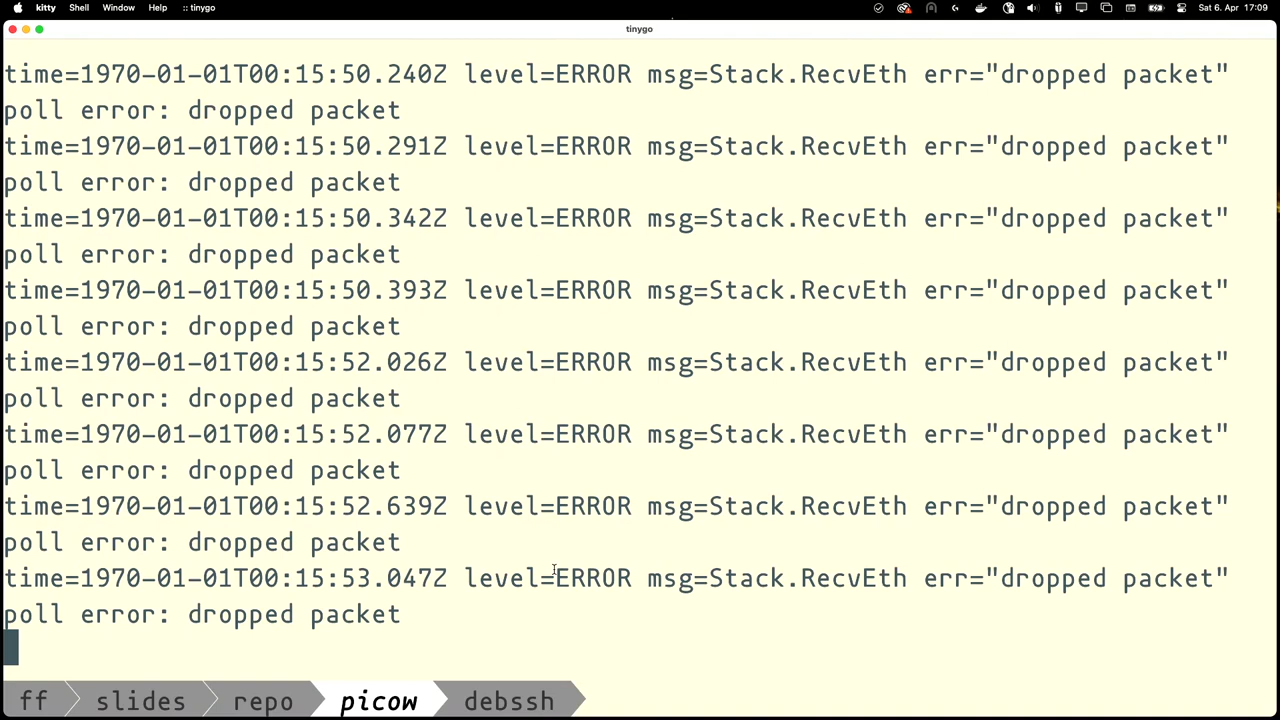 kitty Shell Window Help :: tinygo Sat 6. Apr 17:09
tinygo
time=1970-01-01T00:15:50.240Z level=ERROR msg=Stack.RecvEth err="dropped packet"
poll error: dropped packet
time=1970-01-01T00:15:50.291Z level=ERROR msg=Stack.RecvEth err="dropped packet"
poll error: dropped packet
time=1970-01-01T00:15:50.342Z level=ERROR msg=Stack.RecvEth err="dropped packet"
poll error: dropped packet
time=1970-01-01T00:15:50.393Z level=ERROR msg=Stack.RecvEth err="dropped packet"
poll error: dropped packet
time=1970-01-01T00:15:52.026Z level=ERROR msg=Stack.RecvEth err="dropped packet"
poll error: dropped packet
time=1970-01-01T00:15:52.077Z level=ERROR msg=Stack.RecvEth err="dropped packet"
poll error: dropped packet
time=1970-01-01T00:15:52.639Z level=ERROR msg=Stack.RecvEth err="dropped packet"
poll error: dropped packet
time=1970-01-01T00:15:53.047Z level=ERROR msg=Stack.RecvEth err="dropped packet"
poll error: dropped packet
ff slides repo picow debssh